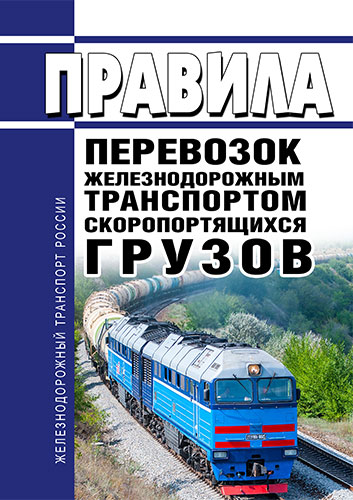 ПРАВИЛА
ПЕРЕВОЗОК
ЖЕЛЕЗНОДОРОЖНЫМ
ТРАНСПОРТОМ
СКОРОПОРТЯЩИХСЯ
ГРУЗОВ
ЖЕЛЕЗНОДОРОЖНЫЙ ТРАНСПОРТ РОССИИ